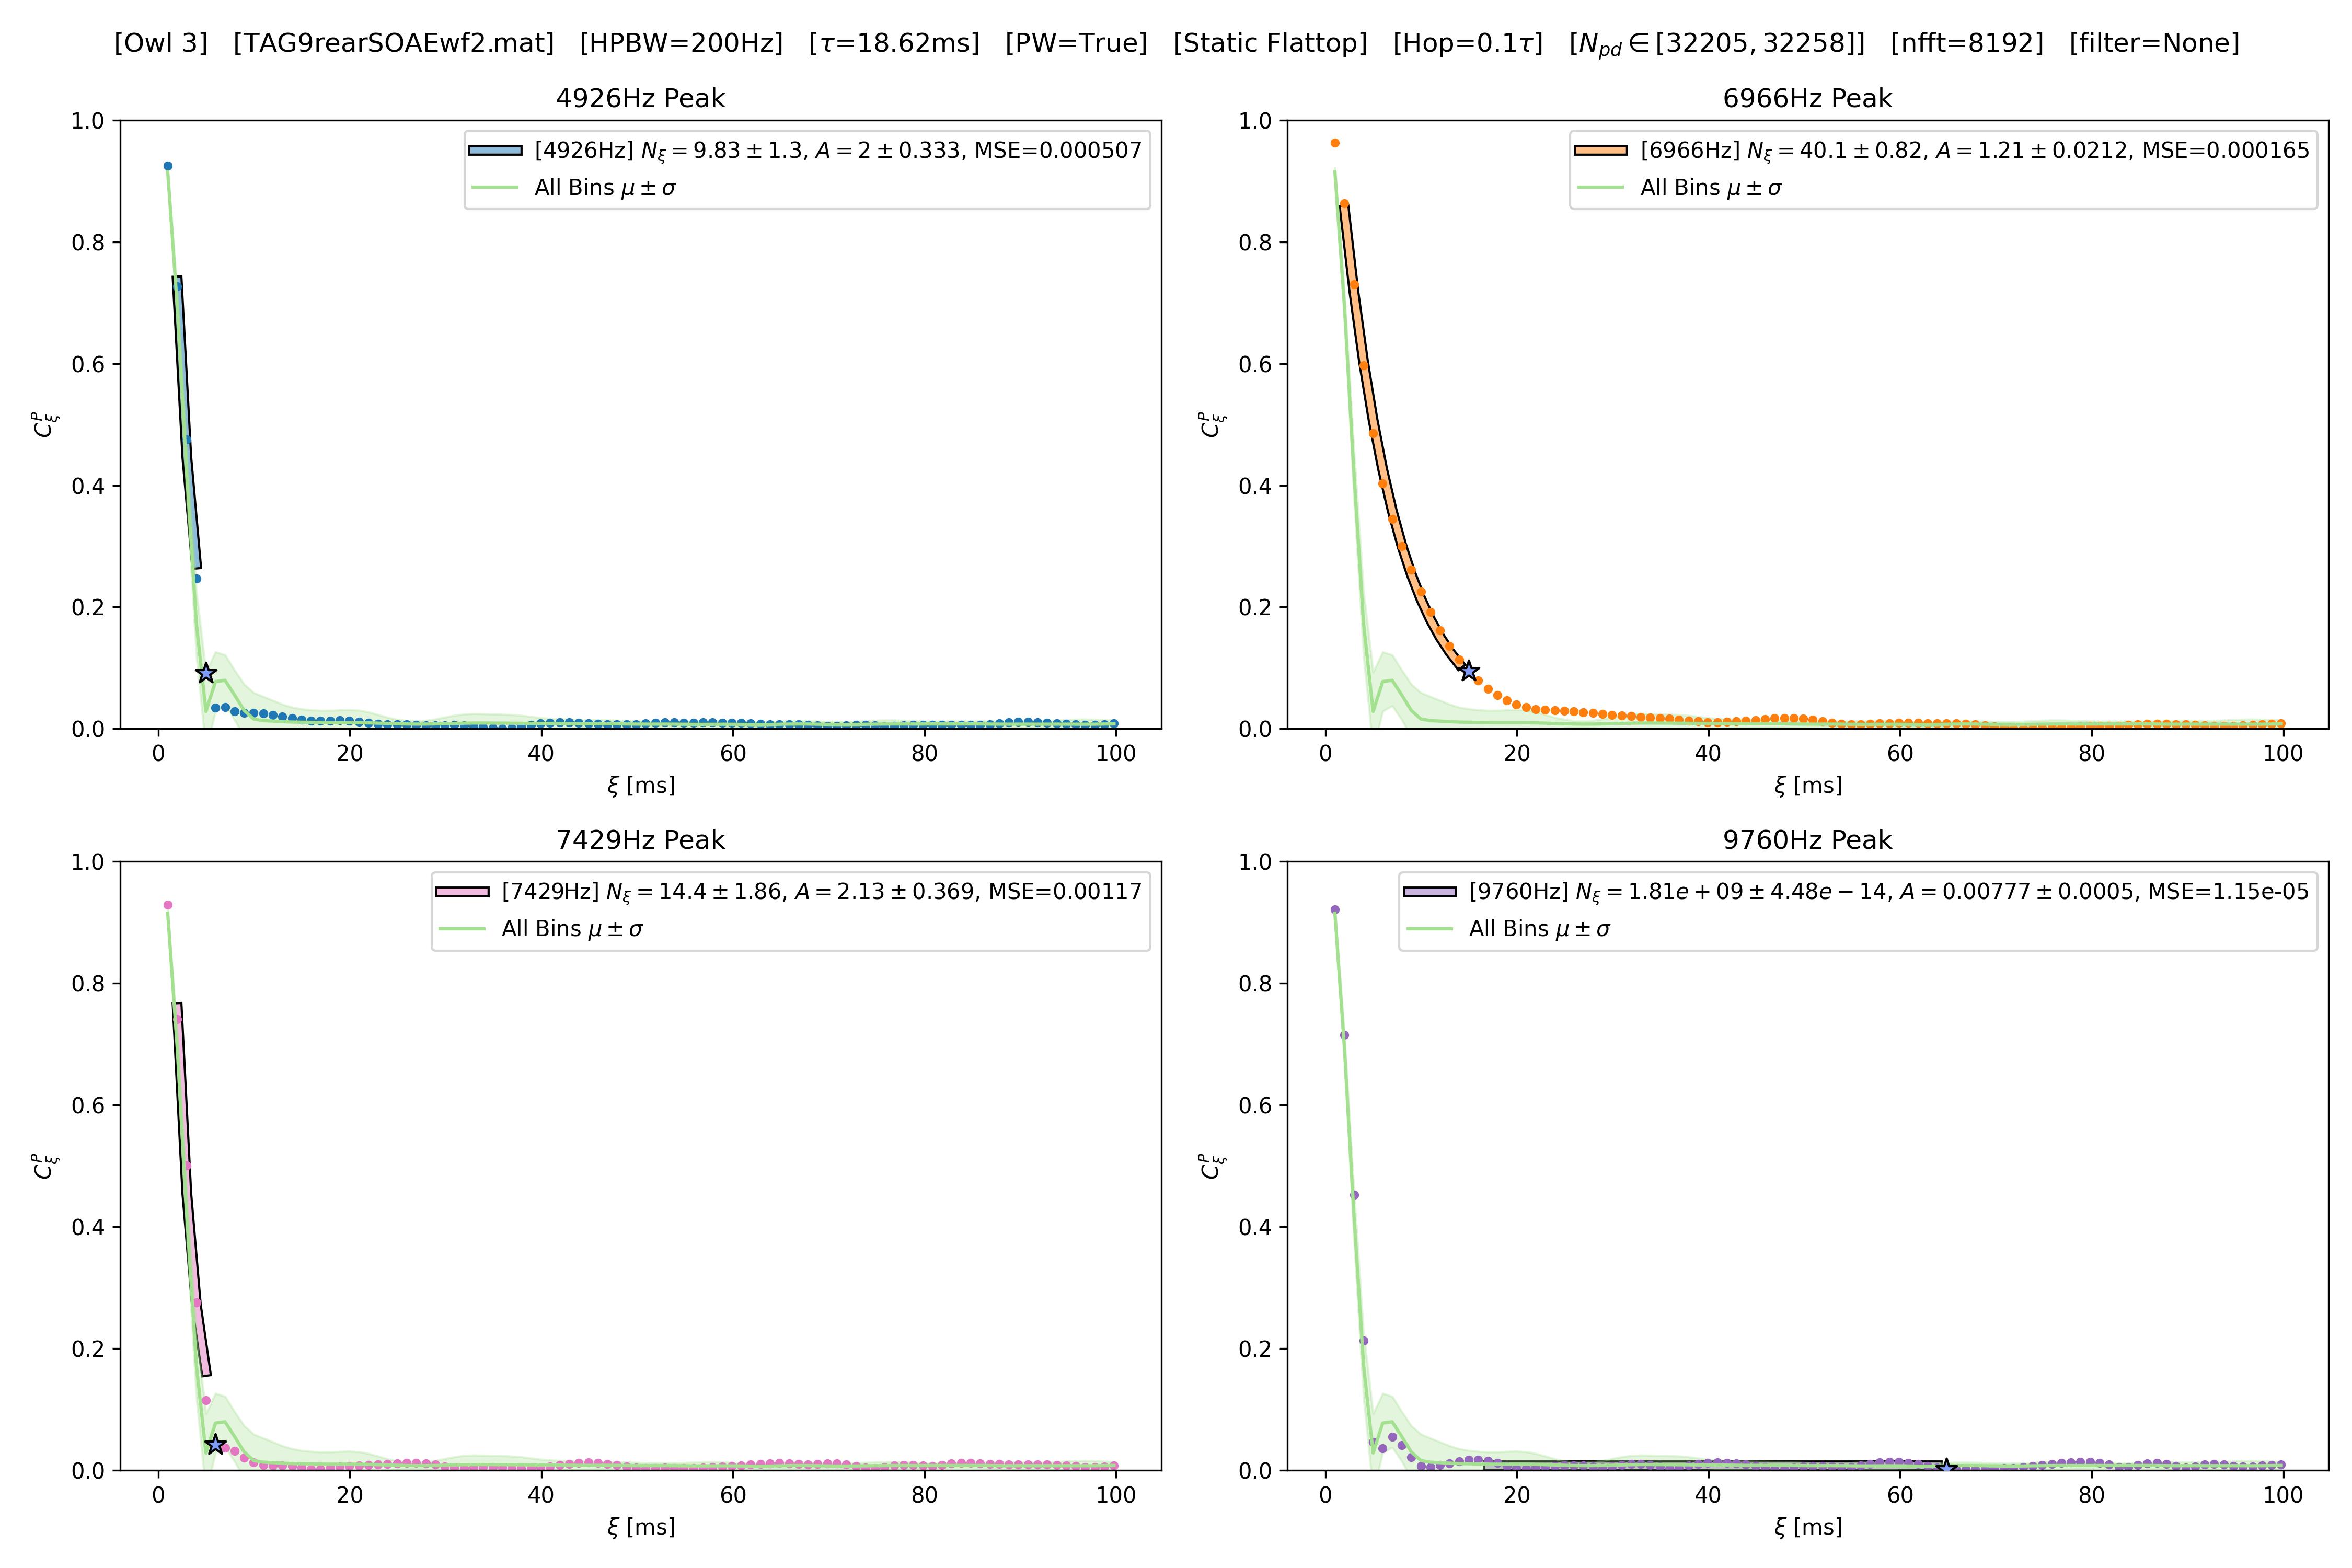 [Owl 3] [TAG9rearSOAEwf2.mat] [HPBW=200Hz] [τ=18.62ms] [PW=True] [Static Flattop] [Hop=0.1τ] [N_pd ∈ [32205, 32258]] [nfft=8192] [filter=None]
4926Hz Peak
[4926Hz] N_ξ = 9.83 ± 1.3, A = 2 ± 0.333, MSE=0.000507
All Bins μ ± σ
1.0
0.8
0.6
0.4
0.2
0.0
C_ξ^P
0 20 40 60 80 100
ξ [ms]
6966Hz Peak
[6966Hz] N_ξ = 40.1 ± 0.82, A = 1.21 ± 0.0212, MSE=0.000165
All Bins μ ± σ
1.0
0.8
0.6
0.4
0.2
0.0
C_ξ^P
0 20 40 60 80 100
ξ [ms]
7429Hz Peak
[7429Hz] N_ξ = 14.4 ± 1.86, A = 2.13 ± 0.369, MSE=0.00117
All Bins μ ± σ
1.0
0.8
0.6
0.4
0.2
0.0
C_ξ^P
0 20 40 60 80 100
ξ [ms]
9760Hz Peak
[9760Hz] N_ξ = 1.81e + 09 ± 4.48e − 14, A = 0.00777 ± 0.0005, MSE=1.15e-05
All Bins μ ± σ
1.0
0.8
0.6
0.4
0.2
0.0
C_ξ^P
0 20 40 60 80 100
ξ [ms]